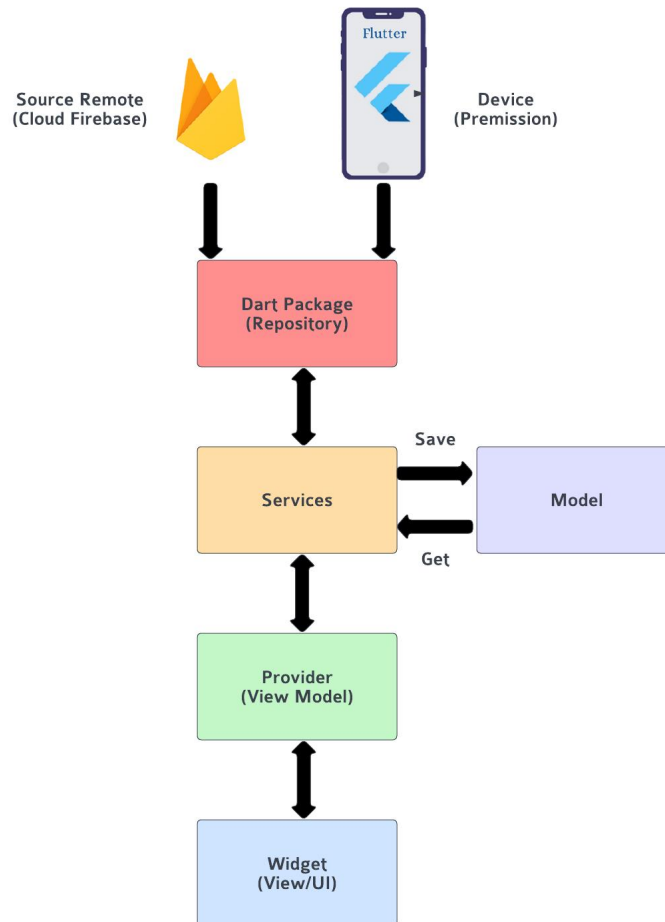 Flutter
Source Remote
(Cloud Firebase)
Device
(Premission)
Dart Package
(Repository)
Save
Services
Model
Get
Provider
(View Model)
Widget
(View/UI)